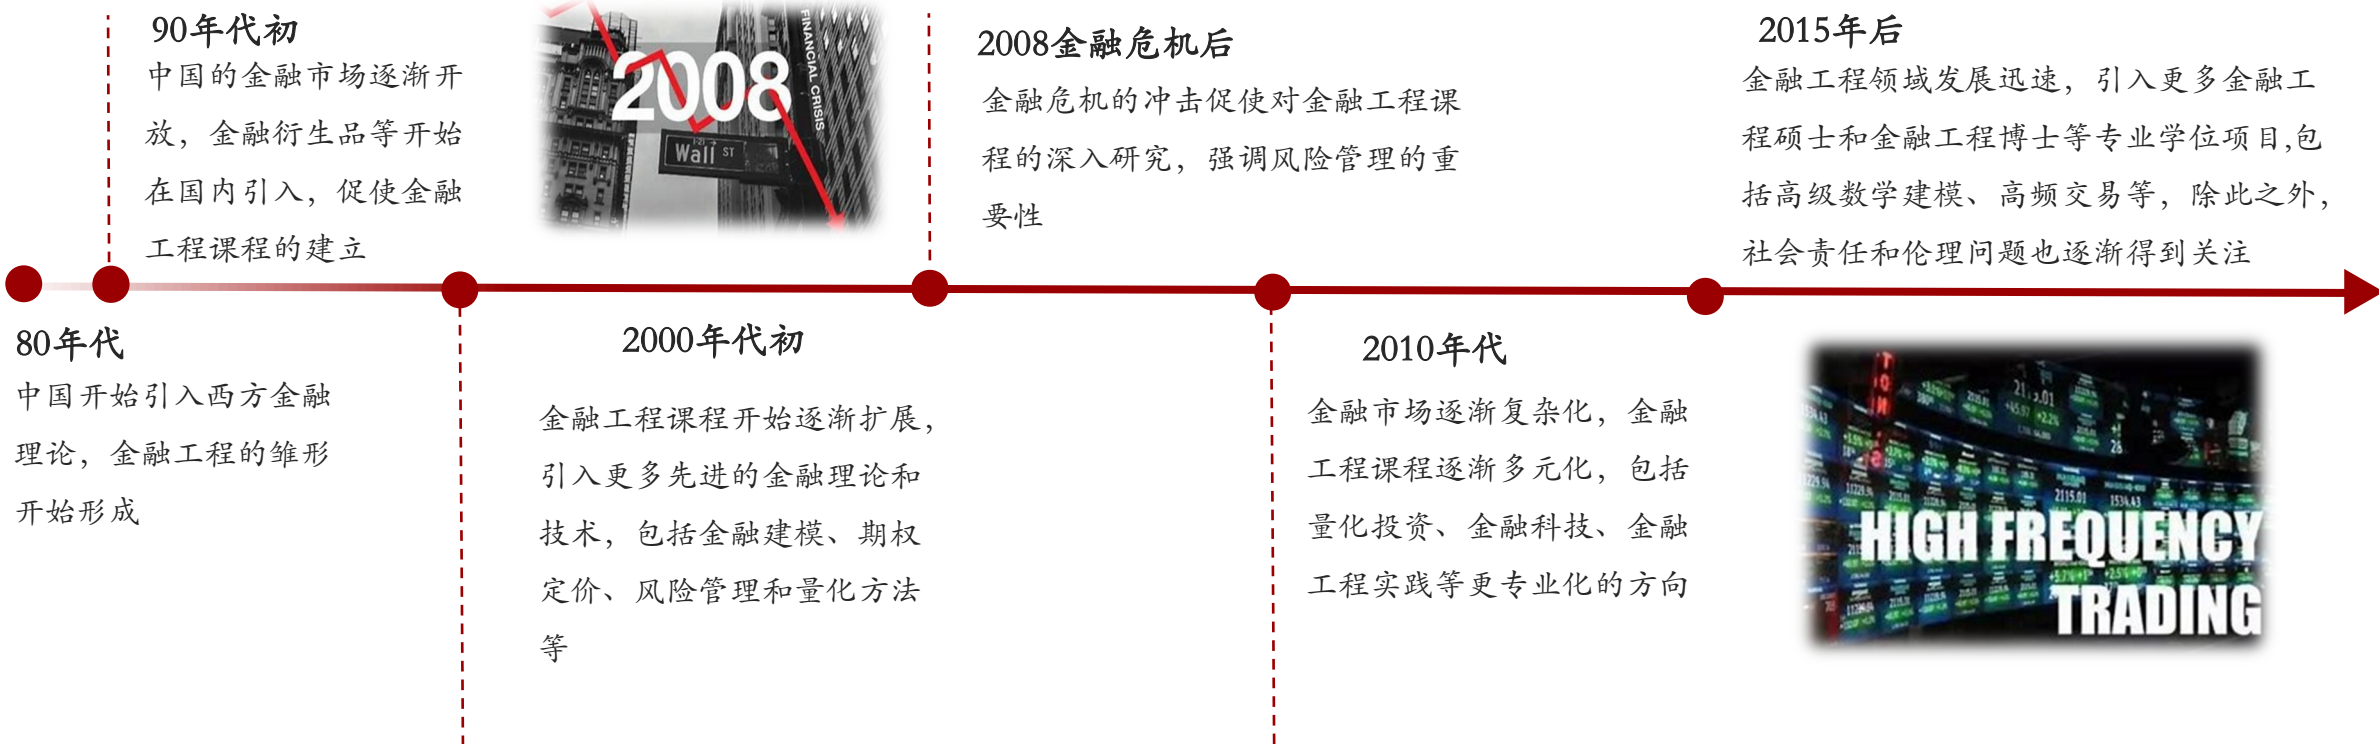 90年代初
中国的金融市场逐渐开
放，金融衍生品等开始
在国内引入，促使金融
工程课程的建立
2008
FINANCIAL CRISIS
Wall ST
2008金融危机后
金融危机的冲击促使对金融工程课
程的深入研究，强调风险管理的重
要性
2015年后
金融工程领域发展迅速，引入更多金融工
程硕士和金融工程博士等专业学位项目,包
括高级数学建模、高频交易等，除此之外，
社会责任和伦理问题也逐渐得到关注
80年代
中国开始引入西方金融
理论，金融工程的雏形
开始形成
2000年代初
金融工程课程开始逐渐扩展，
引入更多先进的金融理论和
技术，包括金融建模、期权
定价、风险管理和量化方法
等
2010年代
金融市场逐渐复杂化，金融
工程课程逐渐多元化，包括
量化投资、金融科技、金融
工程实践等更专业化的方向
2115.01
1534.43
HIGH FREQUENCY
TRADING